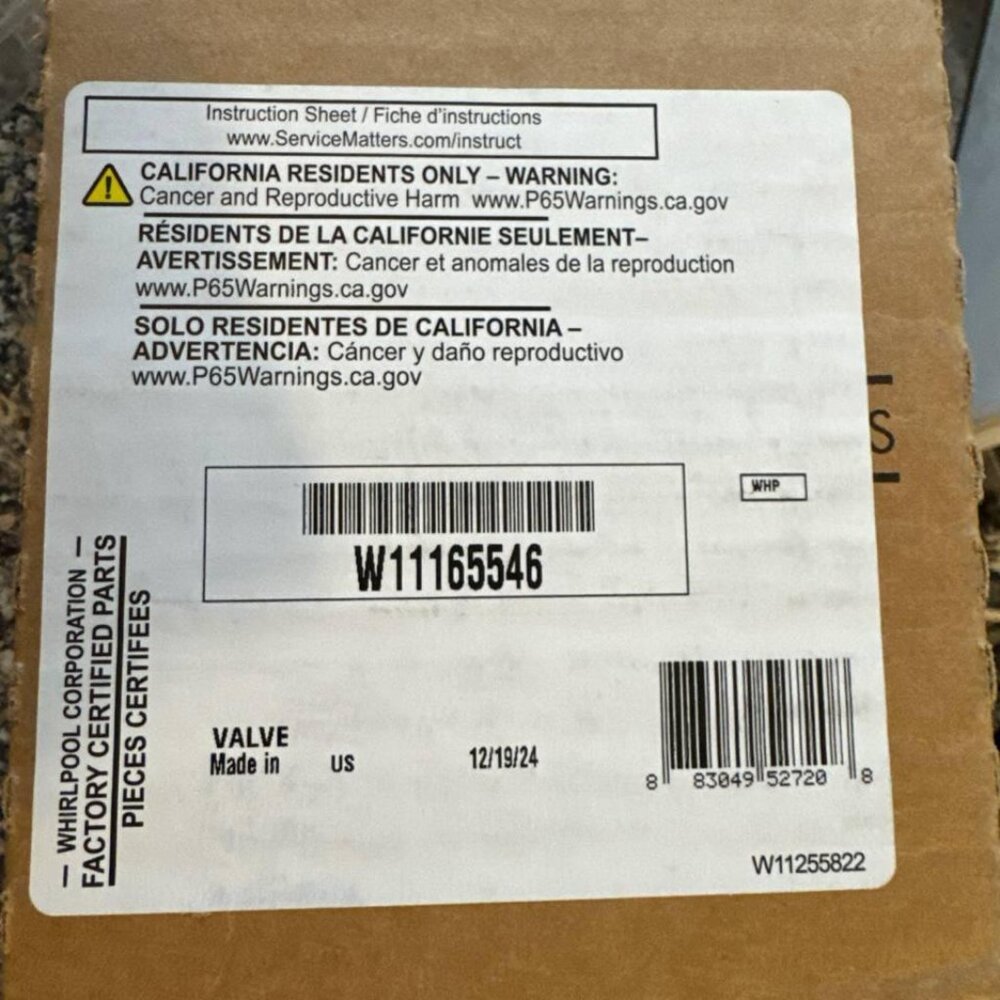 Instruction Sheet / Fiche d'instructions
www.ServiceMatters.com/instruct
CALIFORNIA RESIDENTS ONLY – WARNING:
Cancer and Reproductive Harm www.P65Warnings.ca.gov
RÉSIDENTS DE LA CALIFORNIE SEULEMENT–
AVERTISSEMENT: Cancer et anomales de la reproduction
www.P65Warnings.ca.gov
SOLO RESIDENTES DE CALIFORNIA –
ADVERTENCIA: Cáncer y daño reproductivo
www.P65Warnings.ca.gov
S
WHP
W11165546
— WHIRLPOOL CORPORATION —
FACTORY CERTIFIED PARTS
PIECES CERTIFEES
VALVE
Made in US 12/19/24
8 83049 52720 8
W11255822